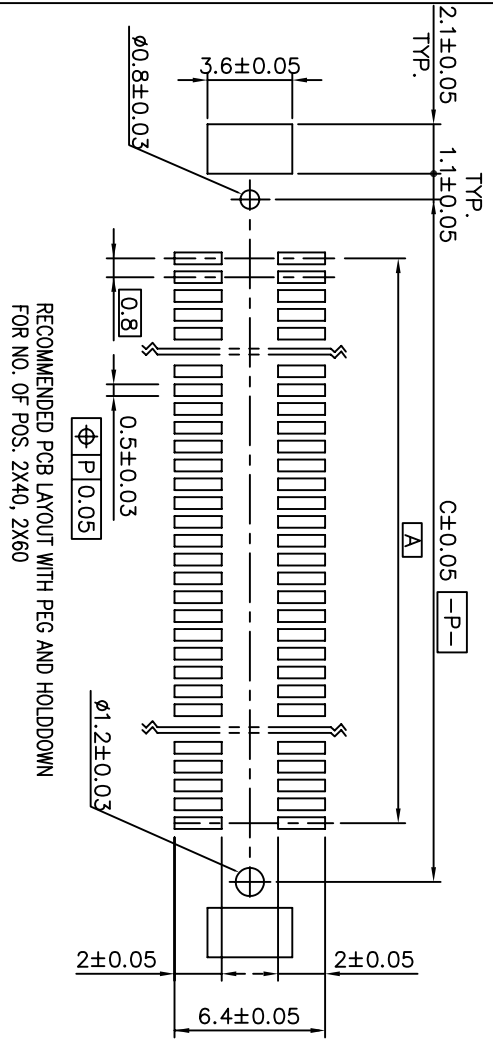 2.1±0.05
TYP.
TYP.
1.1±0.05
C±0.05
-P-
A
3.6±0.05
ø0.8±0.03
0.8
0.5±0.03
⌖ P 0.05
ø1.2±0.03
2±0.05
2±0.05
6.4±0.05
RECOMMENDED PCB LAYOUT WITH PEG AND HOLDDOWN
FOR NO. OF POS. 2X40, 2X60